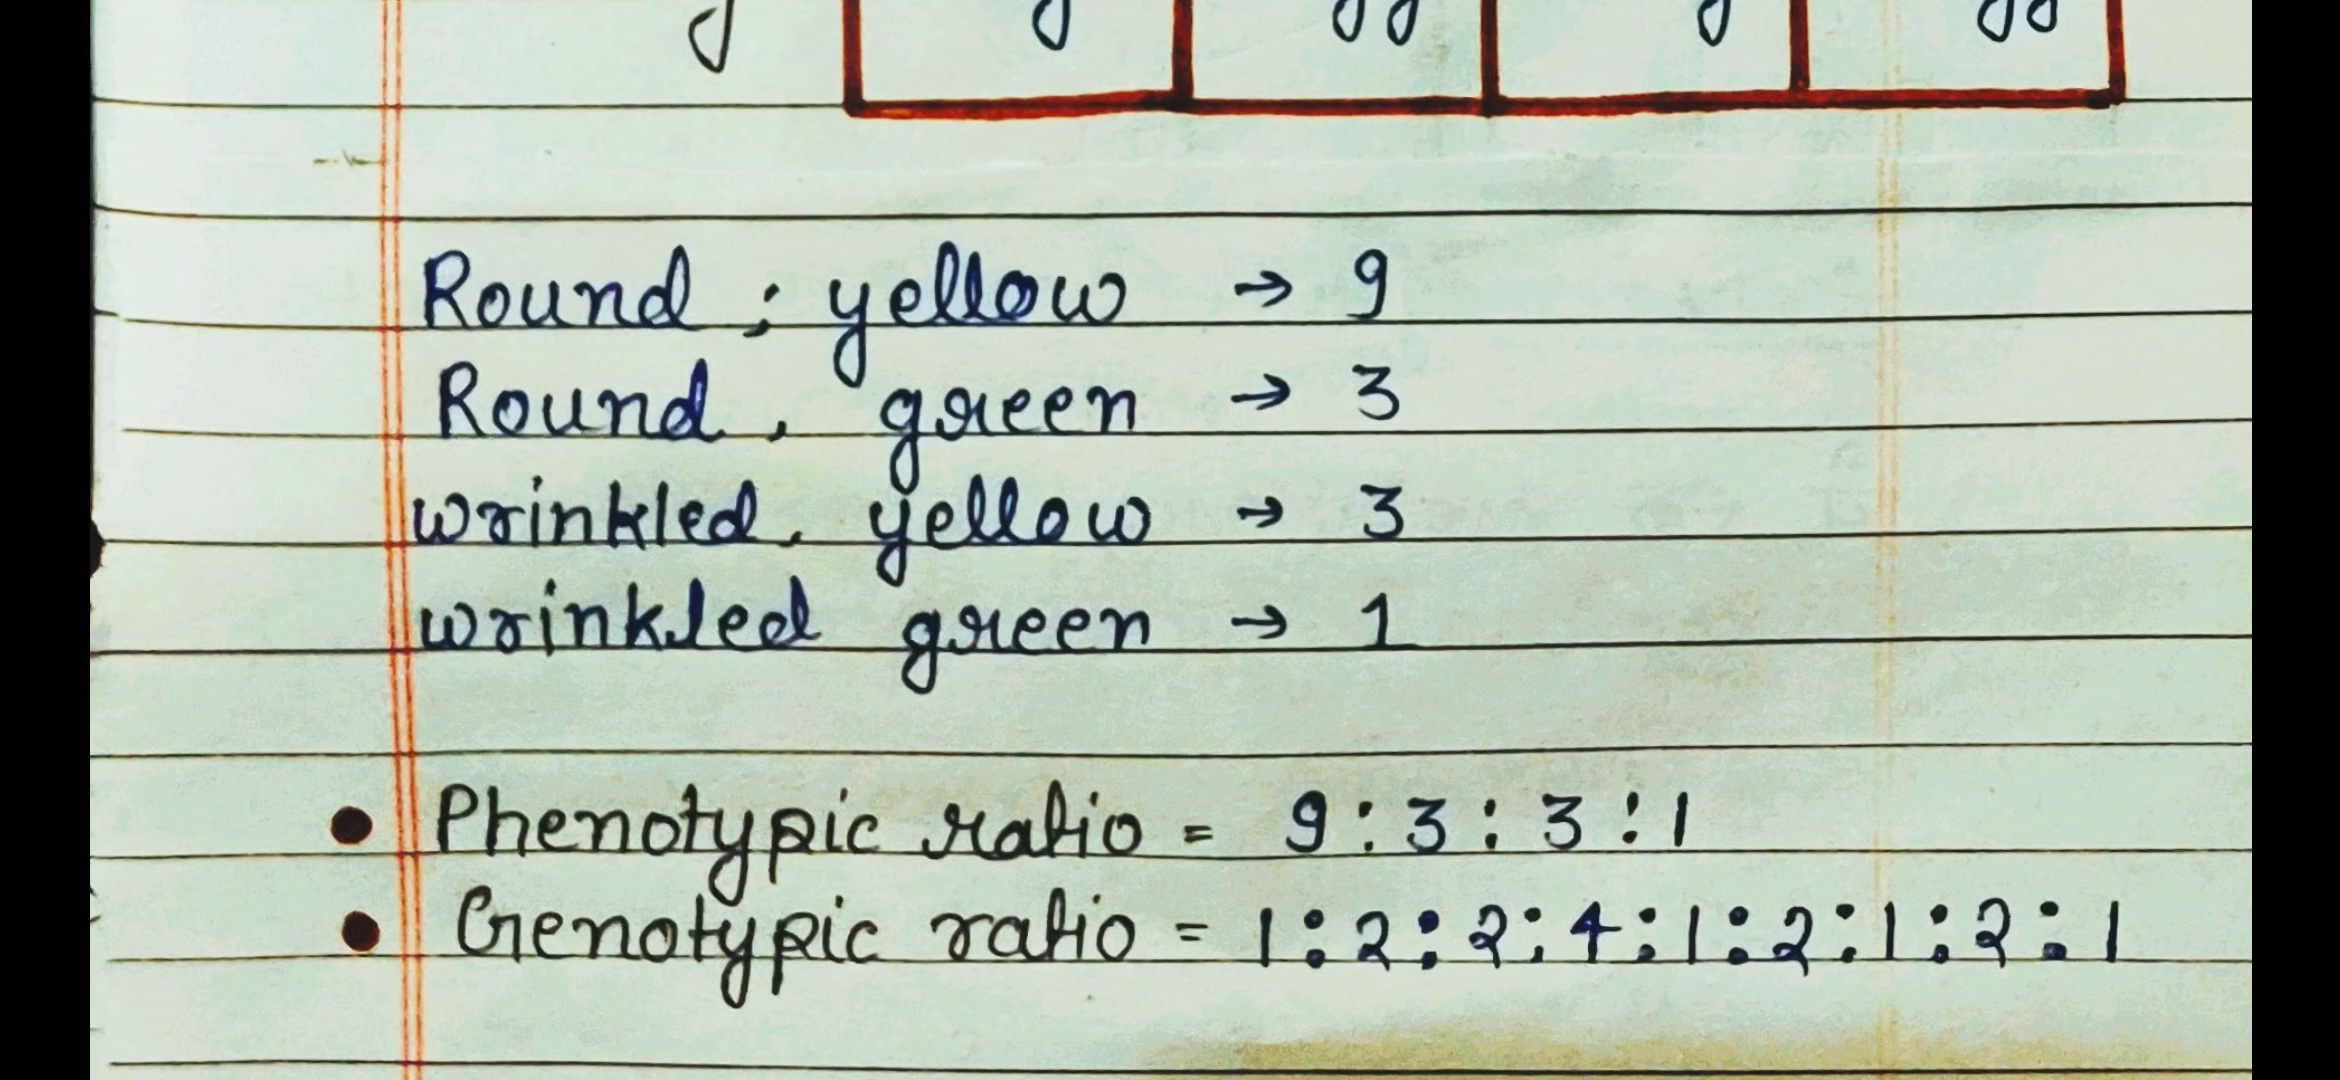 Round, yellow → 9
Round, green → 3
wrinkled, yellow → 3
wrinkled green → 1
• Phenotypic ratio = 9:3:3:1
• Genotypic ratio = 1:2:2:4:1:2:1:2:1